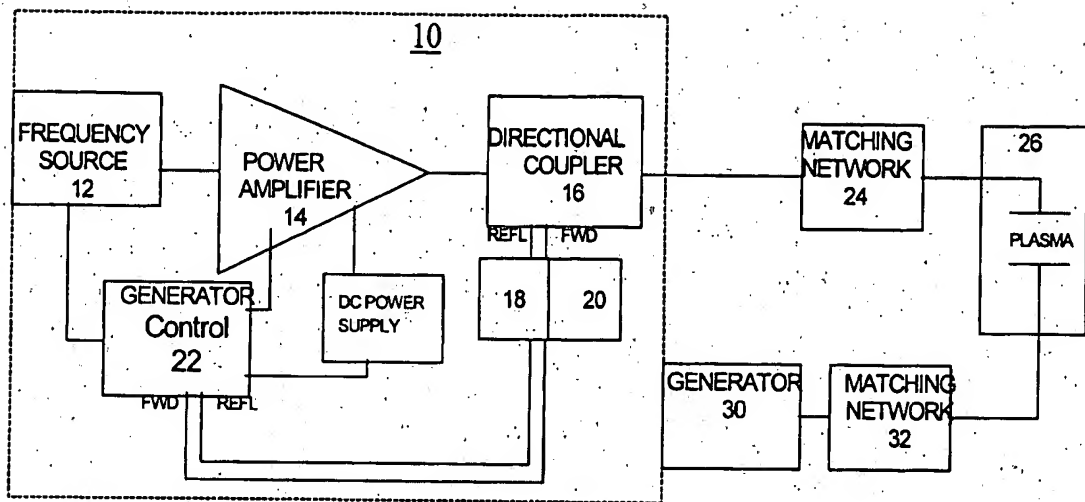 10
FREQUENCY
SOURCE
12
POWER
AMPLIFIER
14
DIRECTIONAL
COUPLER
16
REFL
FWD
MATCHING
NETWORK
24
26
PLASMA
GENERATOR
Control
22
FWD
REFL
DC POWER
SUPPLY
18
20
GENERATOR
30
MATCHING
NETWORK
32